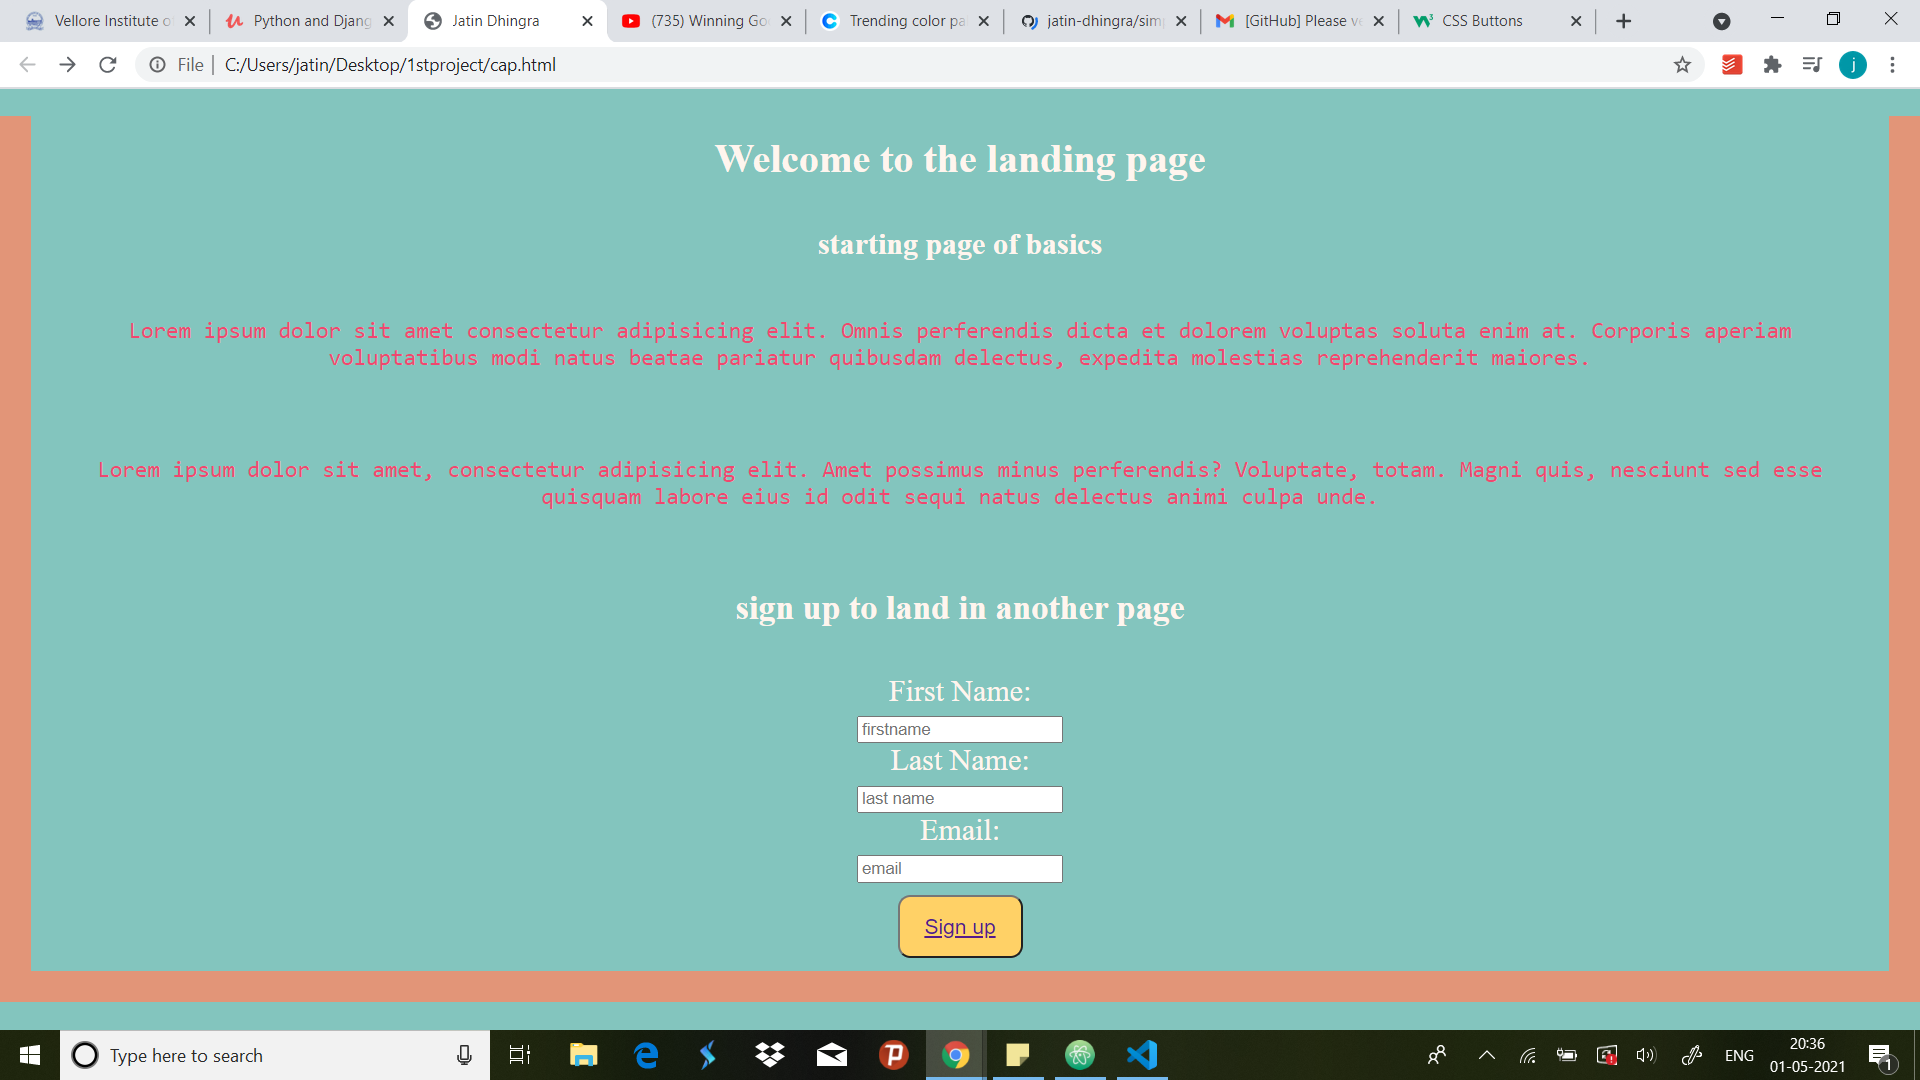 Vellore Institute o
Python and Djang
Jatin Dhingra
(735) Winning Go
Trending color pa
jatin-dhingra/sim
[GitHub] Please ve
CSS Buttons
File
C:/Users/jatin/Desktop/1stproject/cap.html
j
Welcome to the landing page
starting page of basics
Lorem ipsum dolor sit amet consectetur adipisicing elit. Omnis perferendis dicta et dolorem voluptas soluta enim at. Corporis aperiam
voluptatibus modi natus beatae pariatur quibusdam delectus, expedita molestias reprehenderit maiores.
Lorem ipsum dolor sit amet, consectetur adipisicing elit. Amet possimus minus perferendis? Voluptate, totam. Magni quis, nesciunt sed esse
quisquam labore eius id odit sequi natus delectus animi culpa unde.
sign up to land in another page
First Name:
firstname
Last Name:
last name
Email:
email
Sign up
Type here to search
ENG
20:36
01-05-2021
1